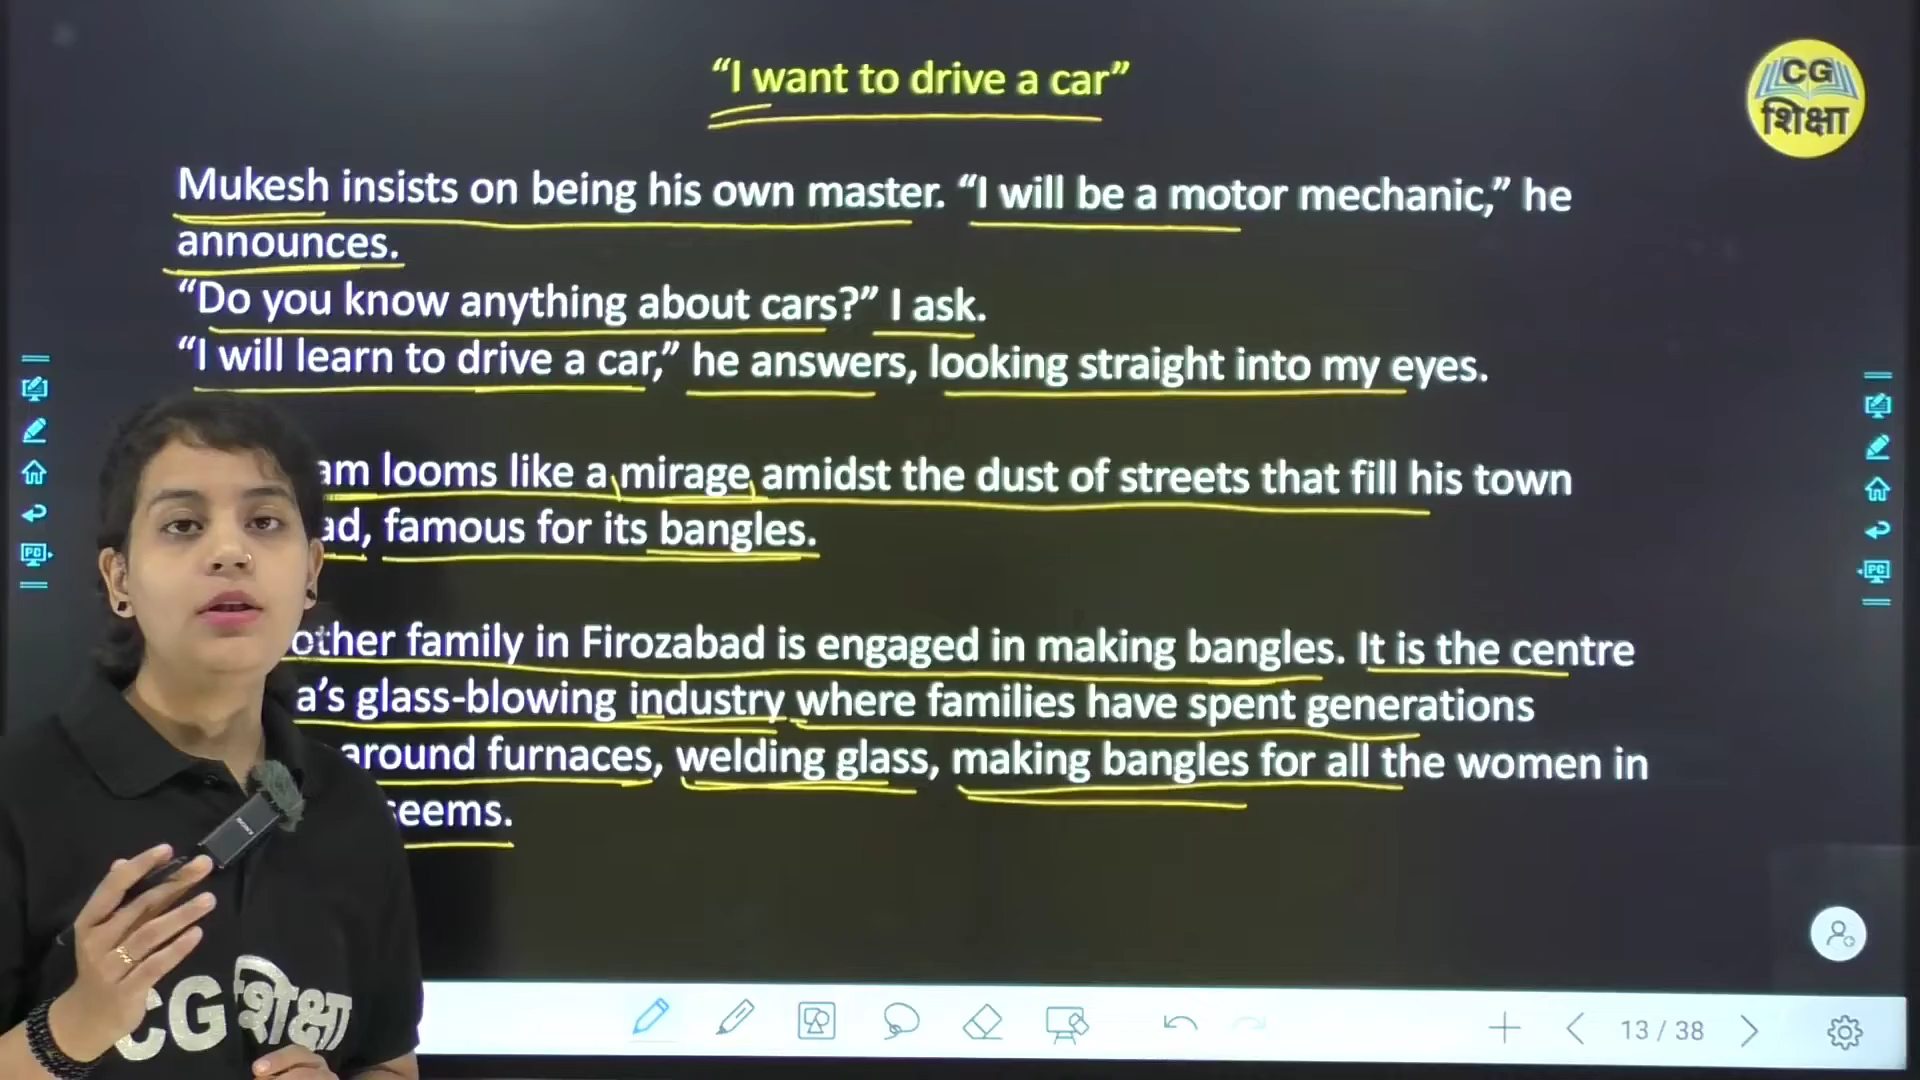 “I want to drive a car”
CG
शिक्षा
Mukesh insists on being his own master. “I will be a motor mechanic,” he
announces.
“Do you know anything about cars?” I ask.
“I will learn to drive a car,” he answers, looking straight into my eyes.
am looms like a mirage amidst the dust of streets that fill his town
ad, famous for its bangles.
other family in Firozabad is engaged in making bangles. It is the centre
a’s glass-blowing industry where families have spent generations
around furnaces, welding glass, making bangles for all the women in
seems.
PC
PC
CG शिक्षा
13 / 38